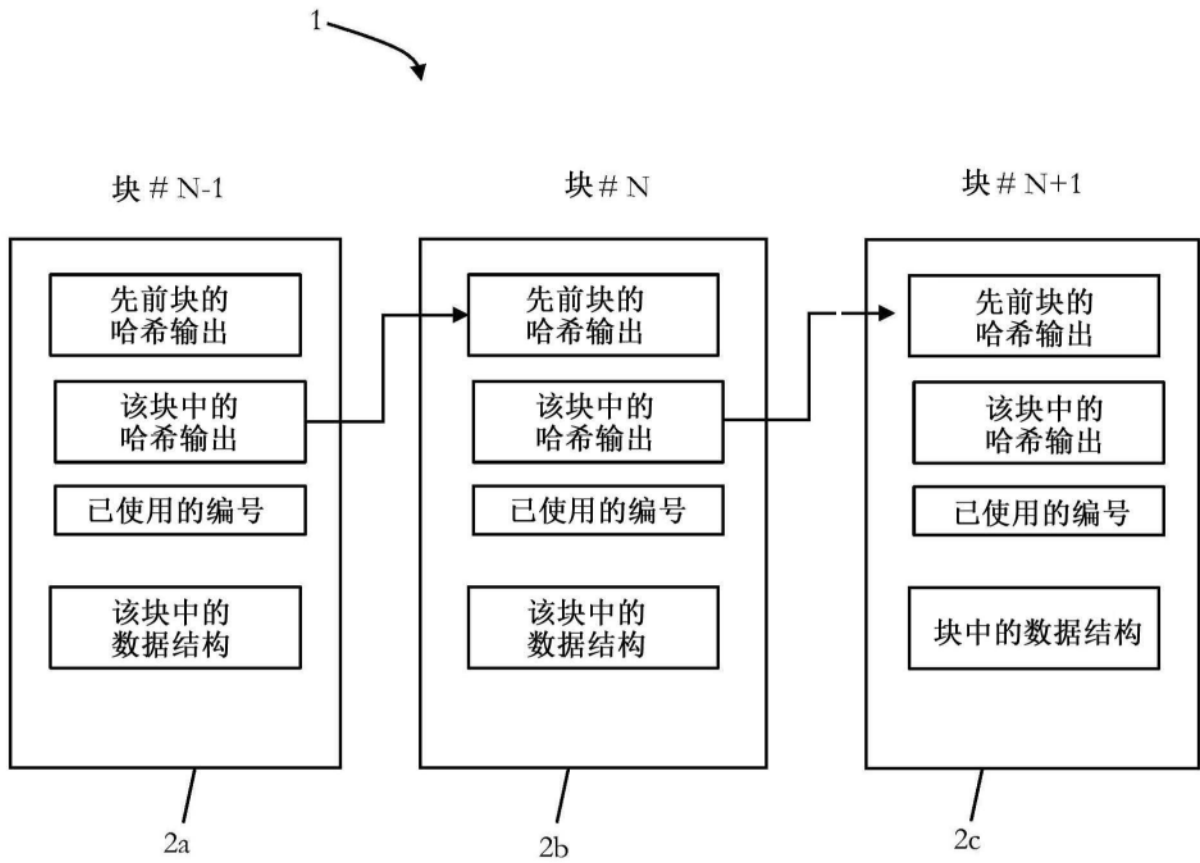 1
块 # N-1
块 # N
块 # N+1
先前块的
哈希输出
该块中的
哈希输出
已使用的编号
该块中的
数据结构
先前块的
哈希输出
该块中的
哈希输出
已使用的编号
该块中的
数据结构
先前块的
哈希输出
该块中的
哈希输出
已使用的编号
块中的数据结构
2a
2b
2c